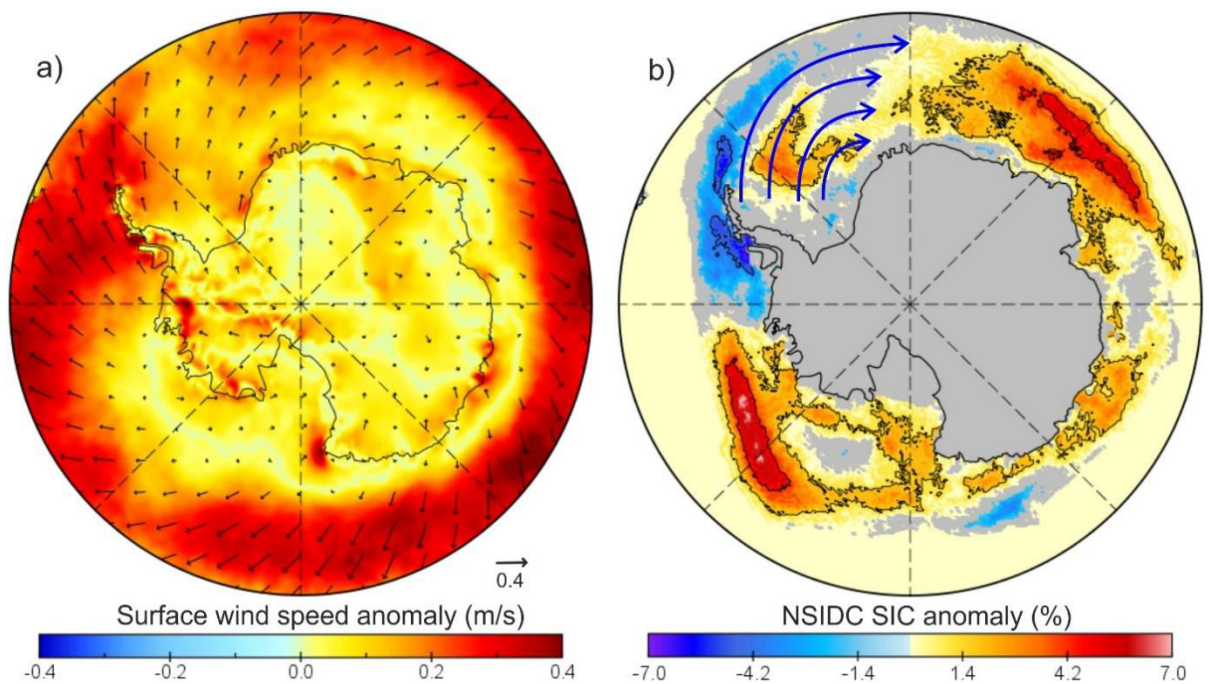 a)
b)
0.4
Surface wind speed anomaly (m/s)
NSIDC SIC anomaly (%)
-0.4 -0.2 0.0 0.2 0.4
-7.0 -4.2 -1.4 1.4 4.2 7.0